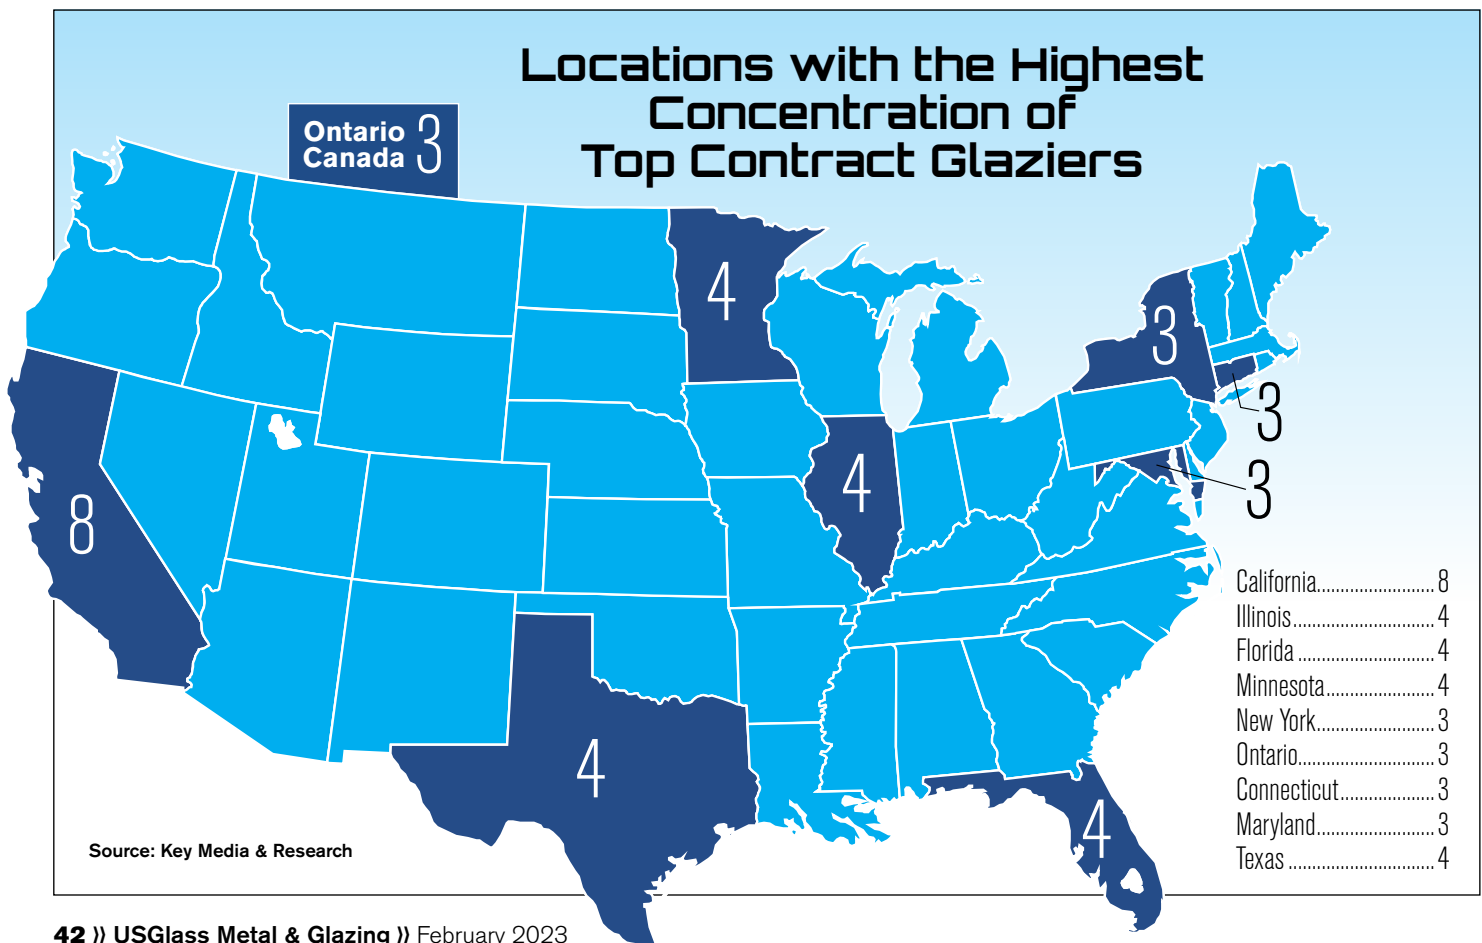 Locations with the Highest
Concentration of
Top Contract Glaziers
Ontario
Canada 3
4
3
3
4
3
8
4
4
California.........................8
Illinois..............................4
Florida .............................4
Minnesota.......................4
New York.........................3
Ontario.............................3
Connecticut....................3
Maryland.........................3
Texas ...............................4
Source: Key Media & Research
42 ⟩⟩ USGlass Metal & Glazing ⟩⟩ February 2023